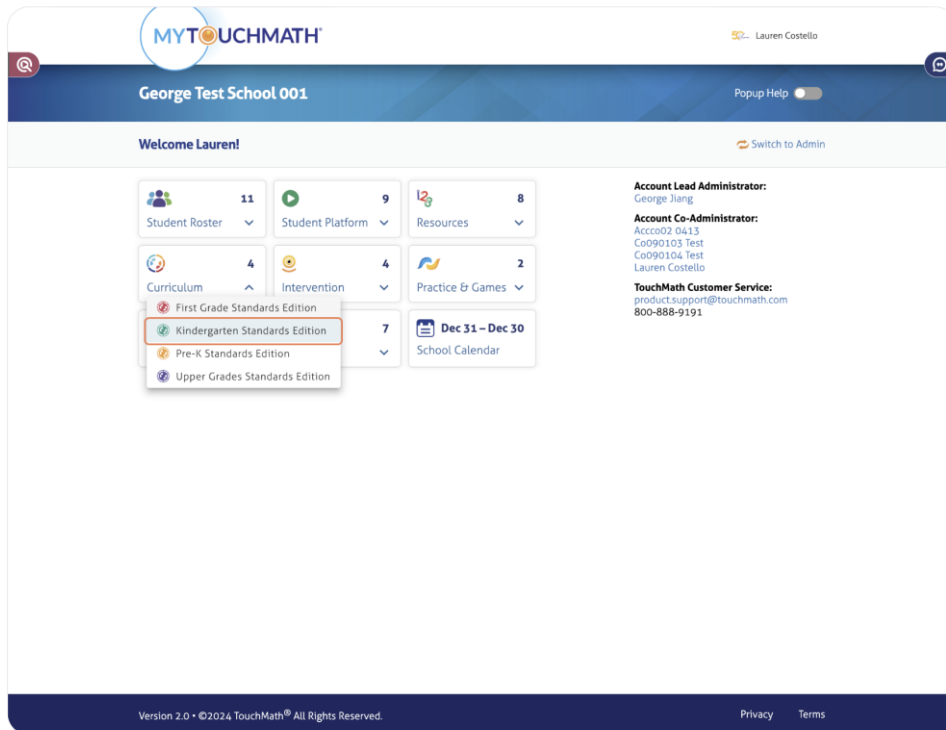 MYTOUCHMATH®
Lauren Costello
George Test School 001
Popup Help
Welcome Lauren!
Switch to Admin
11
Student Roster
9
Student Platform
8
Resources
4
Curriculum
4
Intervention
2
Practice & Games
First Grade Standards Edition
Kindergarten Standards Edition
Pre-K Standards Edition
Upper Grades Standards Edition
7
Dec 31 – Dec 30
School Calendar
Account Lead Administrator:
George Jiang
Account Co-Administrator:
Accco02 0413
Co090103 Test
Co090104 Test
Lauren Costello
TouchMath Customer Service:
product.support@touchmath.com
800-888-9191
Version 2.0 • ©2024 TouchMath® All Rights Reserved.
Privacy
Terms